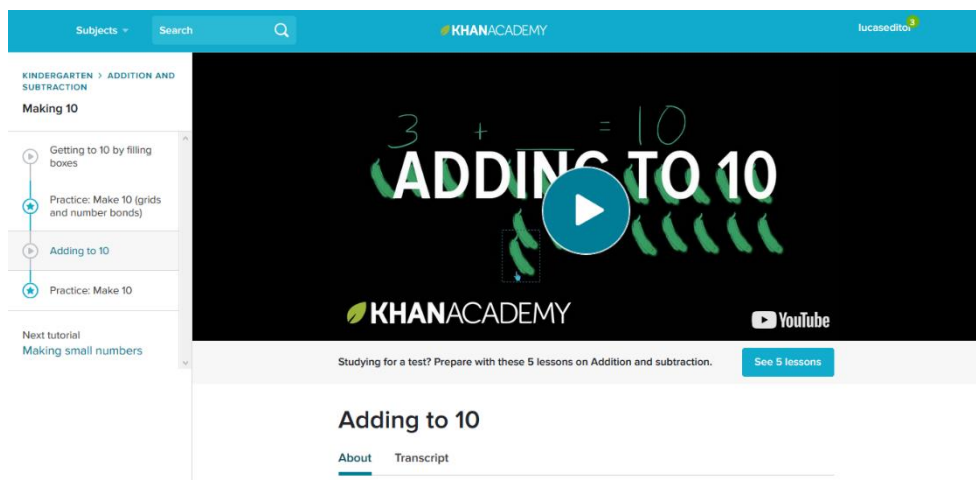 Subjects
Search
KHANACADEMY
lucaseditor
3
KINDERGARTEN > ADDITION AND
SUBTRACTION
Making 10
Getting to 10 by filling
boxes
Practice: Make 10 (grids
and number bonds)
Adding to 10
Practice: Make 10
Next tutorial
Making small numbers
3 + __ = 10
ADDING TO 10
KHANACADEMY
YouTube
Studying for a test? Prepare with these 5 lessons on Addition and subtraction.
See 5 lessons
Adding to 10
About
Transcript